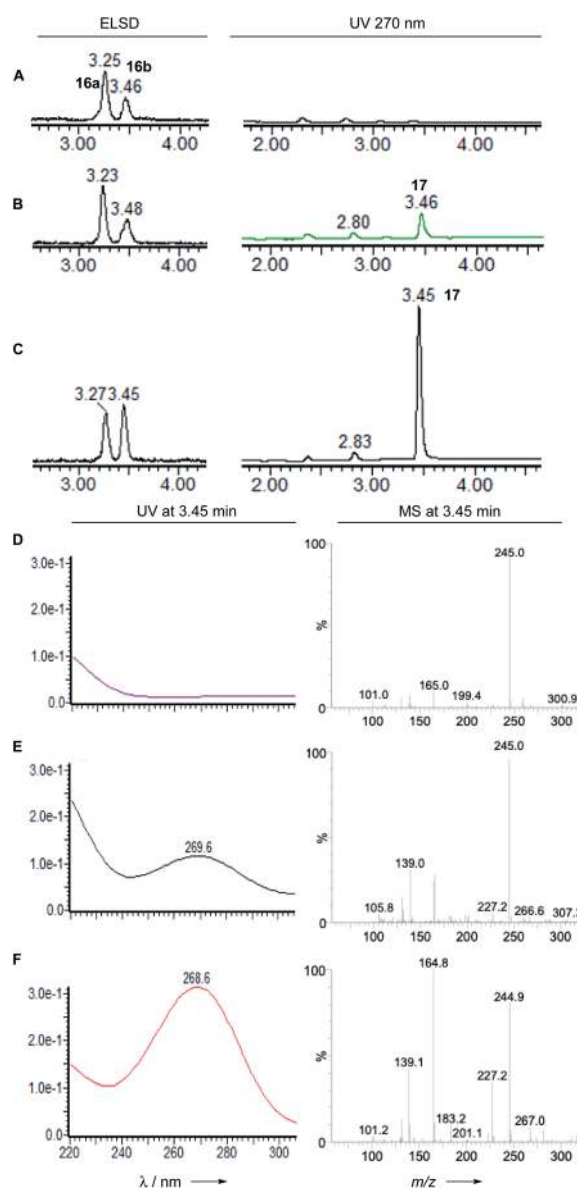 ELSD UV 270 nm
A 16a 3.25 16b 3.46
3.00 4.00 2.00 3.00 4.00
B 3.23 3.48 2.80 17 3.46
3.00 4.00 2.00 3.00 4.00
C 3.27 3.45 2.83 3.45 17
3.00 4.00 2.00 3.00 4.00
UV at 3.45 min MS at 3.45 min
D
3.0e-1 100 245.0
2.0e-1 %
1.0e-1 101.0 165.0 199.4 300.9
0.0 0 100 150 200 250 300
E
3.0e-1 100 245.0
2.0e-1 %
1.0e-1 269.6 139.0
105.8 227.2 266.6
0.0 0 100 150 200 250 300
F
3.0e-1 268.6 100 164.8 244.9
2.0e-1 % 139.1 227.2
1.0e-1 101.2 183.2 201.1 267.0
0.0 0
220 240 260 280 300 100 150 200 250 300
λ / nm m/z